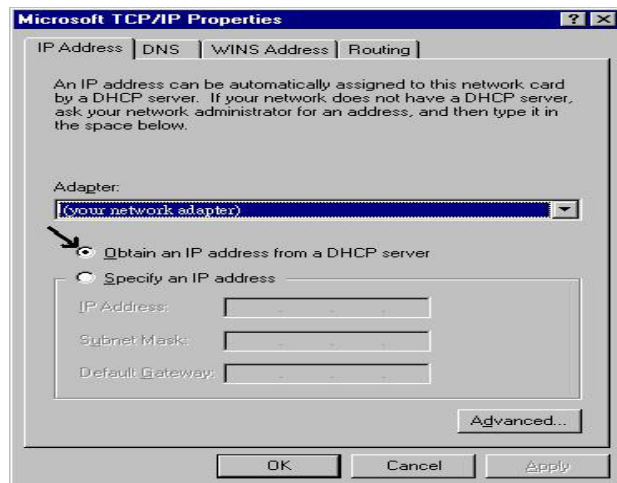 Microsoft TCP/IP Properties
IP Address
DNS
WINS Address
Routing
An IP address can be automatically assigned to this network card
by a DHCP server. If your network does not have a DHCP server,
ask your network administrator for an address, and then type it in
the space below.
Adapter:
(your network adapter)
Obtain an IP address from a DHCP server
Specify an IP address
IP Address:
Subnet Mask:
Default Gateway:
Advanced...
OK
Cancel
Apply